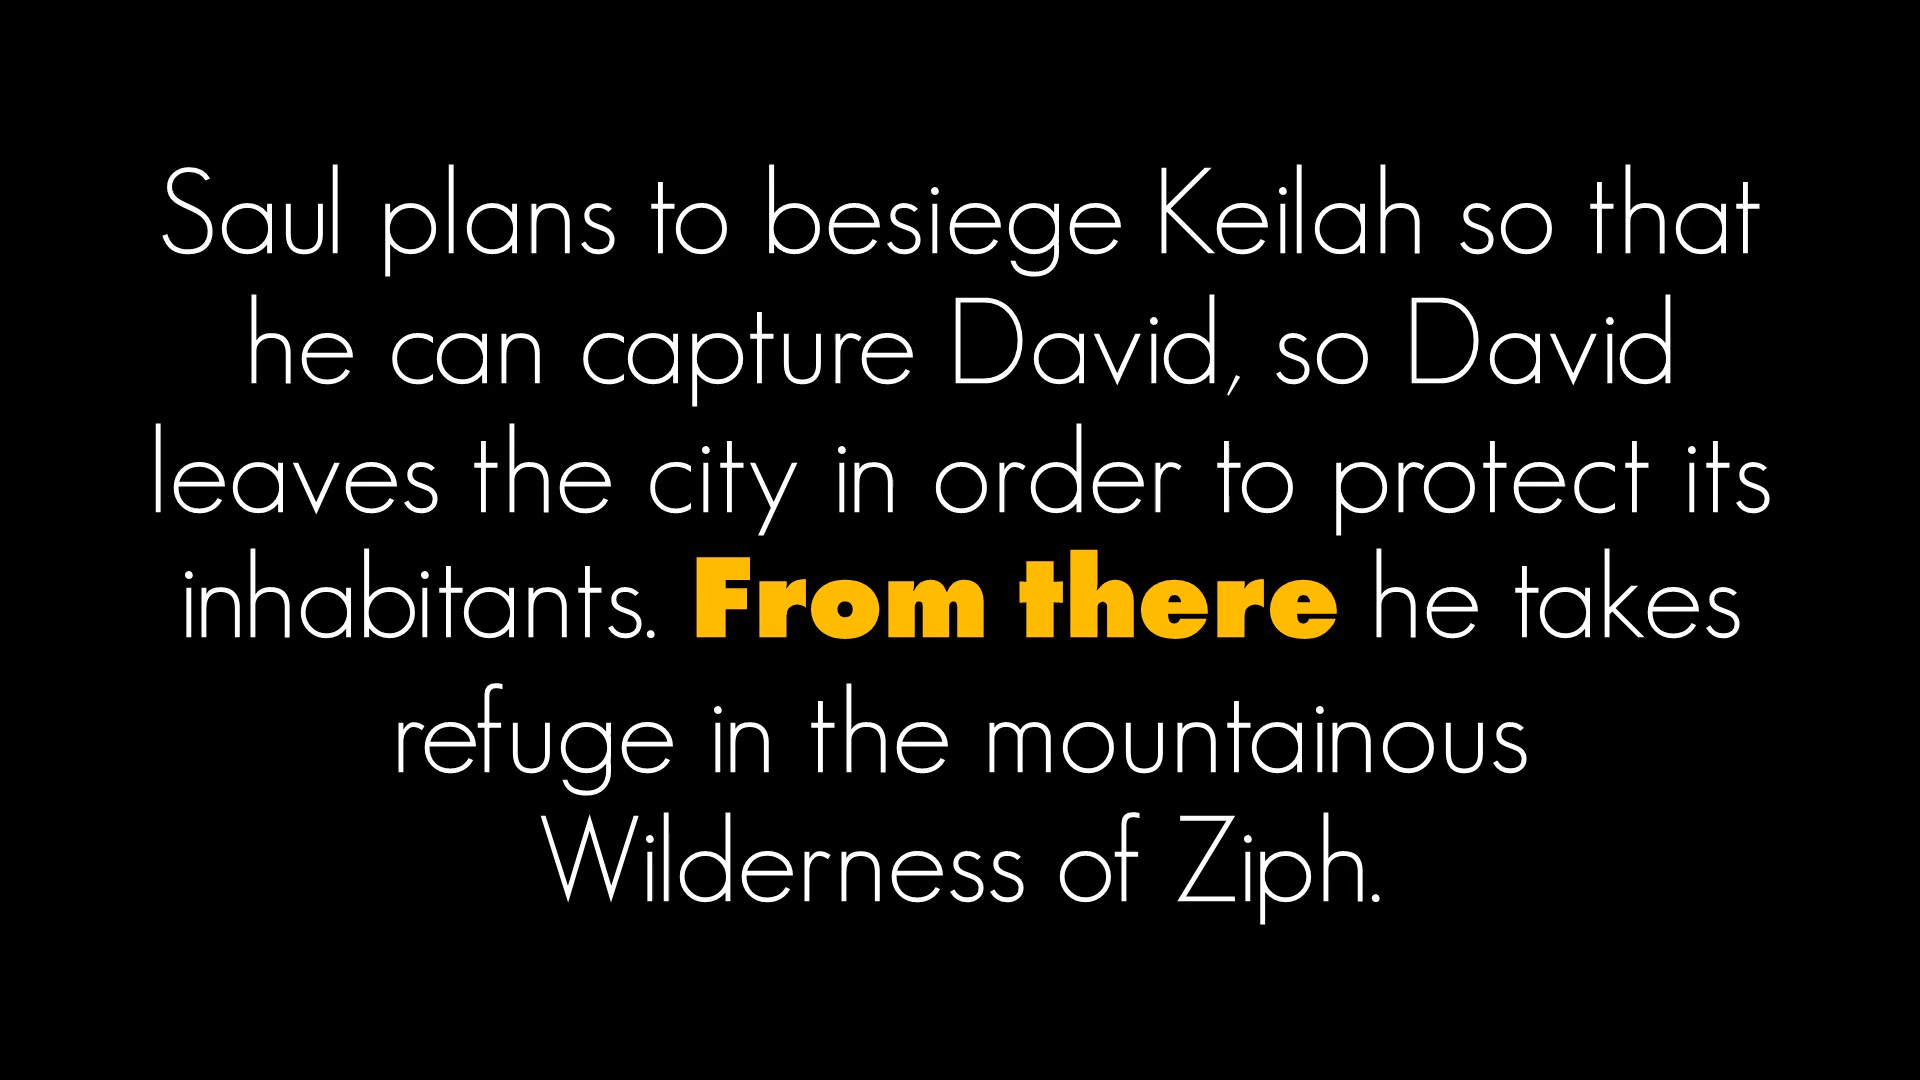 Saul plans to besiege Keilah so that
he can capture David, so David
leaves the city in order to protect its
inhabitants. From there he takes
refuge in the mountainous
Wilderness of Ziph.